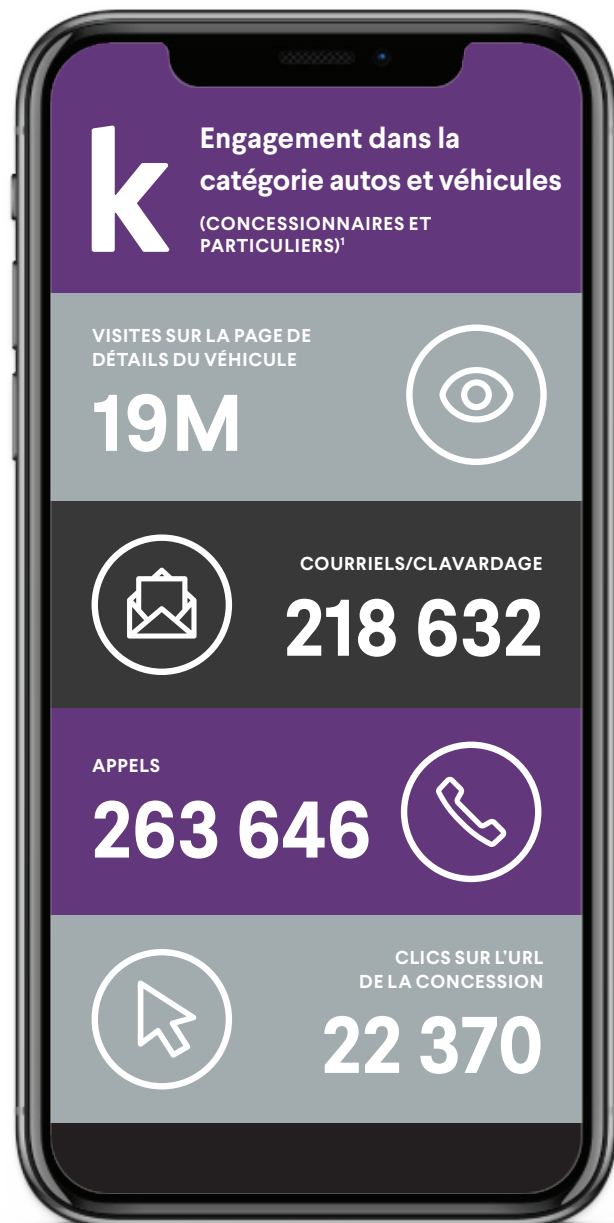 k
Engagement dans la
catégorie autos et véhicules
(CONCESSIONNAIRES ET
PARTICULIERS)¹
VISITES SUR LA PAGE DE
DÉTAILS DU VÉHICULE
19M
COURRIELS/CLAVARDAGE
218 632
APPELS
263 646
CLICS SUR L'URL
DE LA CONCESSION
22 370